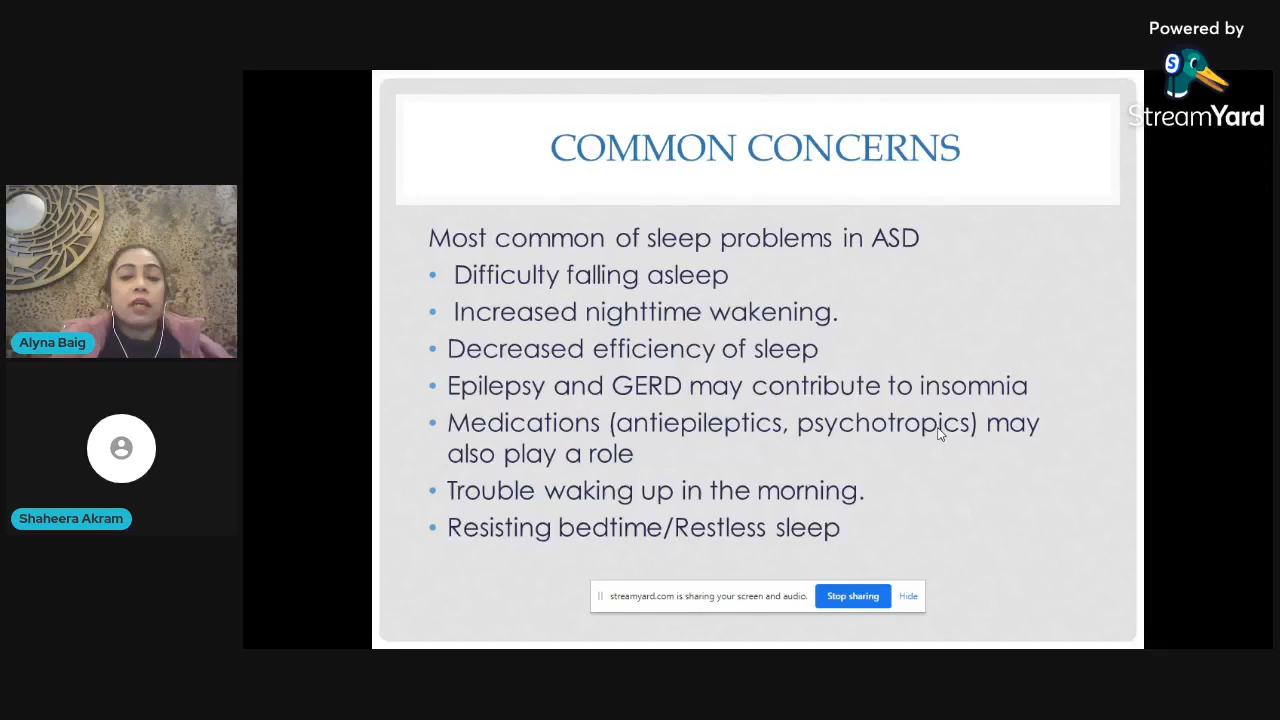 Powered by
StreamYard
COMMON CONCERNS
Most common of sleep problems in ASD
• Difficulty falling asleep
• Increased nighttime wakening.
• Decreased efficiency of sleep
• Epilepsy and GERD may contribute to insomnia
• Medications (antiepileptics, psychotropics) may
also play a role
• Trouble waking up in the morning.
• Resisting bedtime/Restless sleep
streamyard.com is sharing your screen and audio. Stop sharing Hide
Alyna Baig
Shaheera Akram